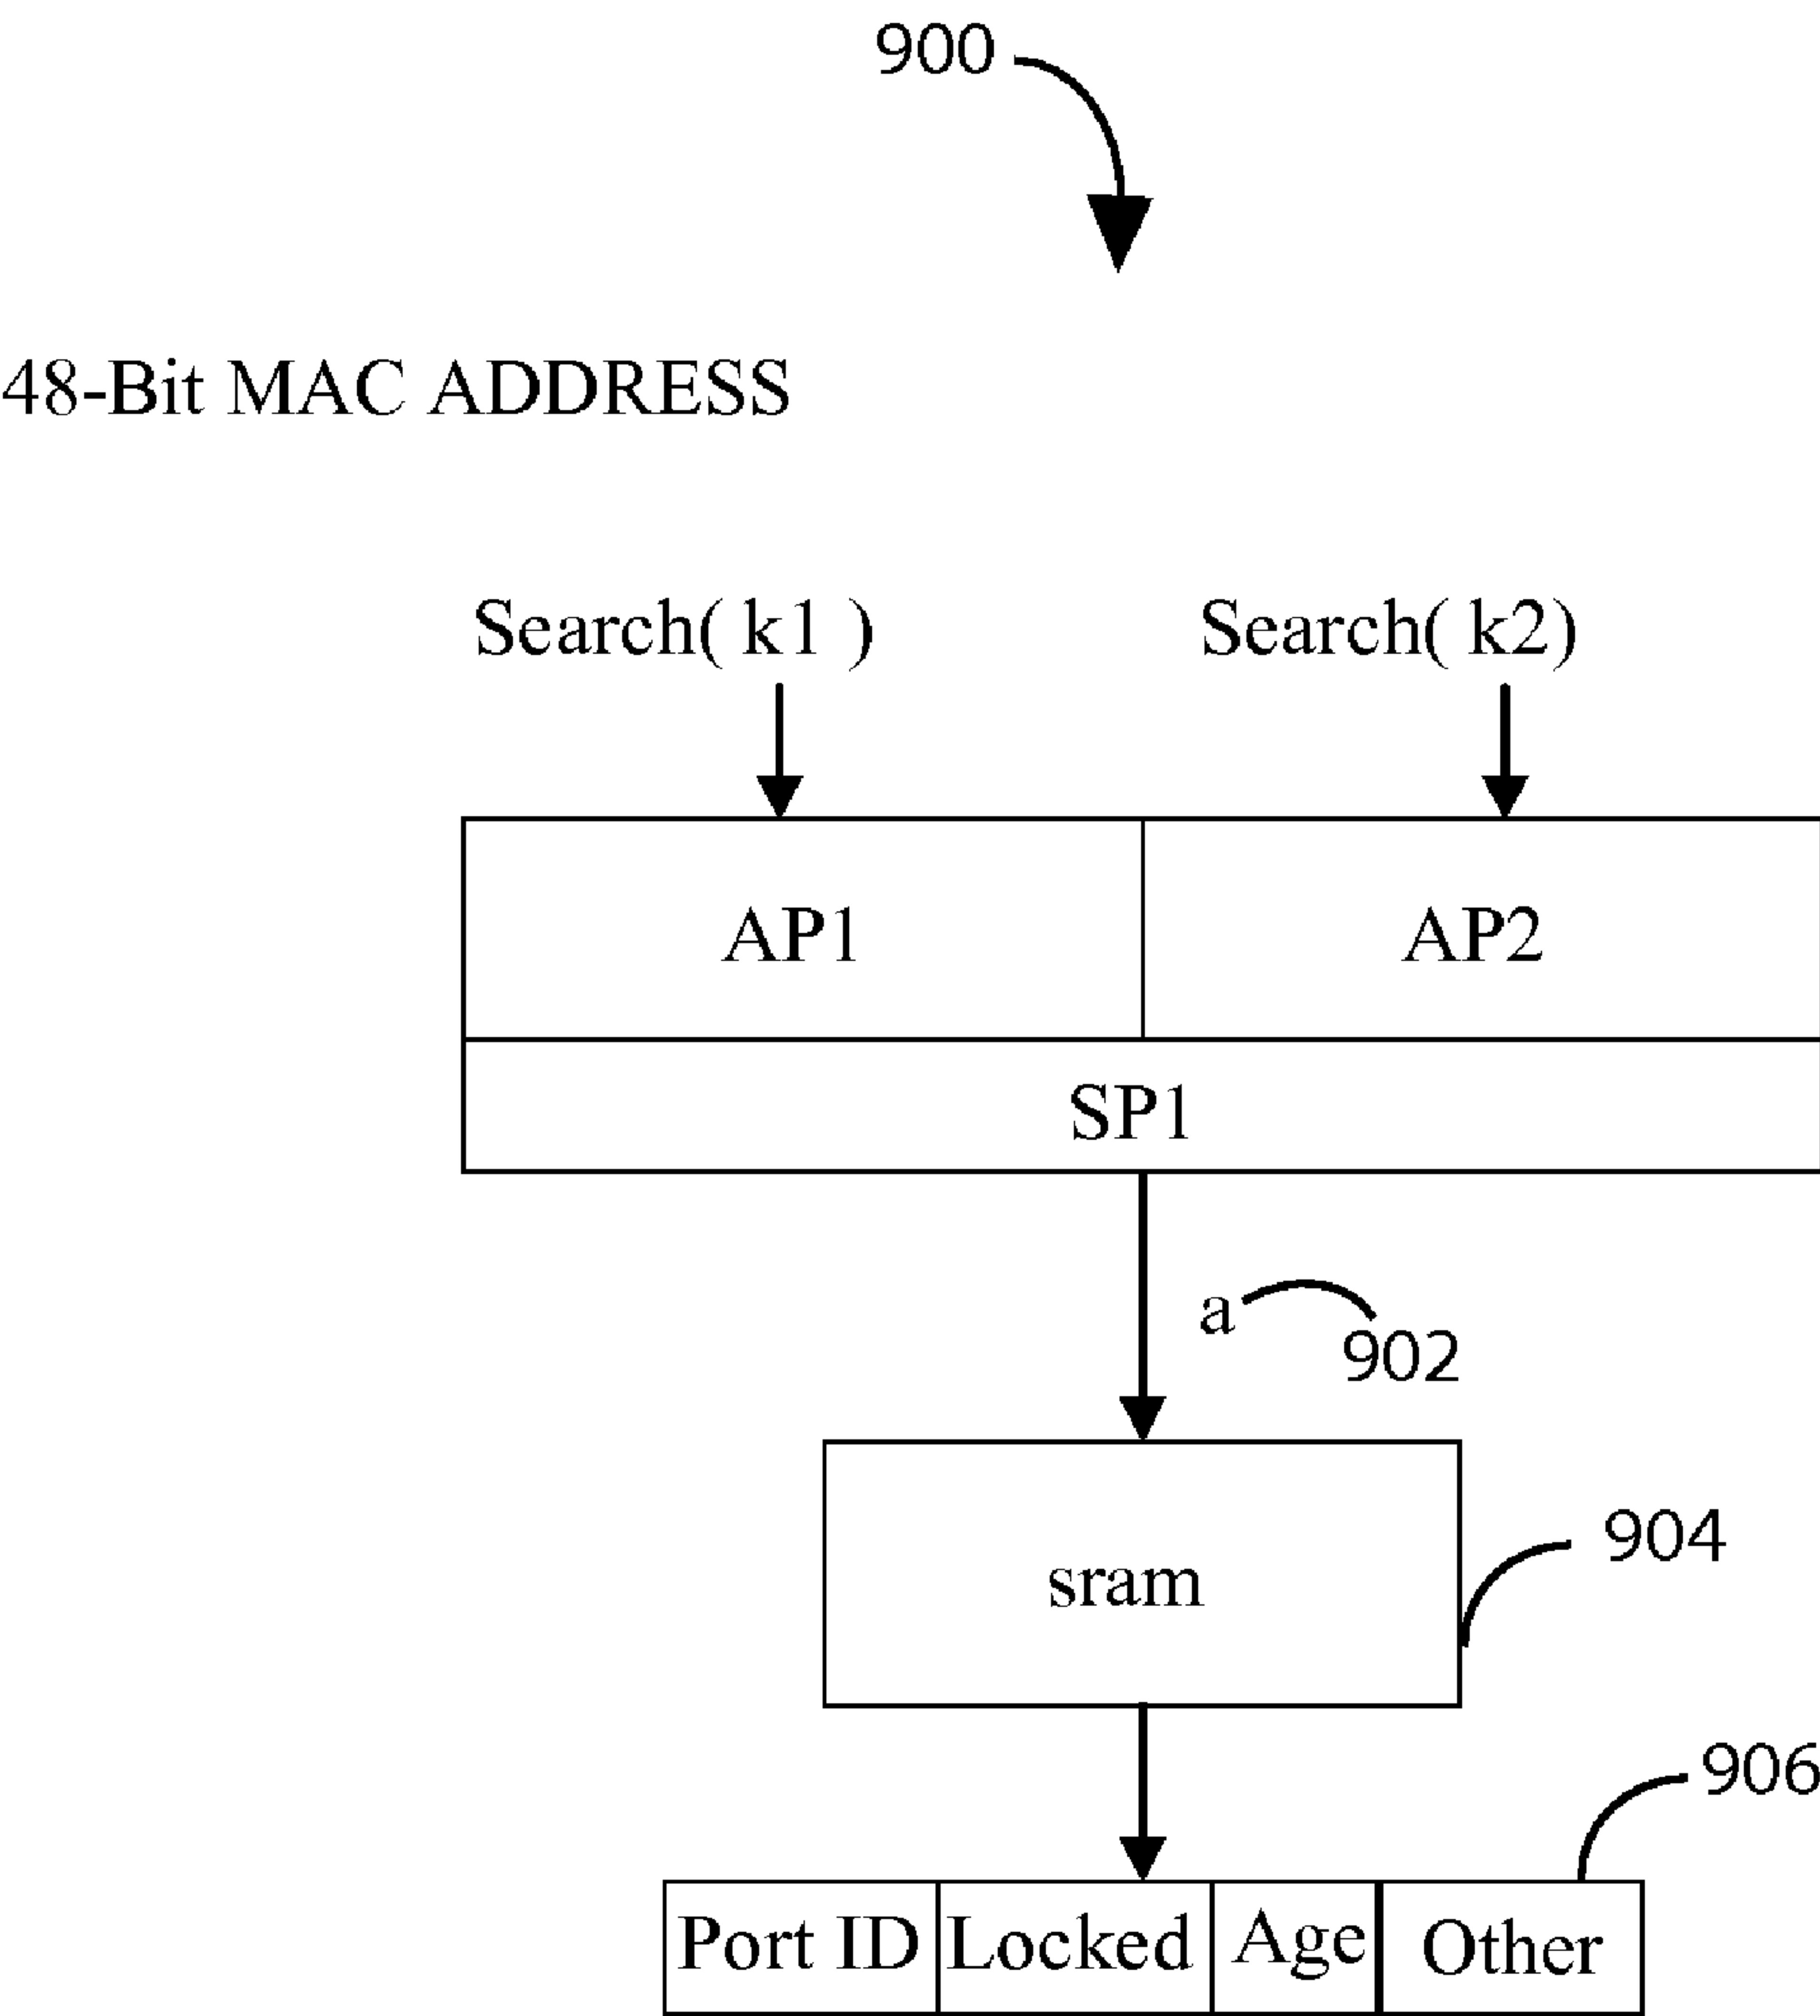 900
48-Bit MAC ADDRESS
Search( k1 ) Search( k2)
AP1 AP2
SP1
a
902
sram
904
906
Port ID Locked Age Other